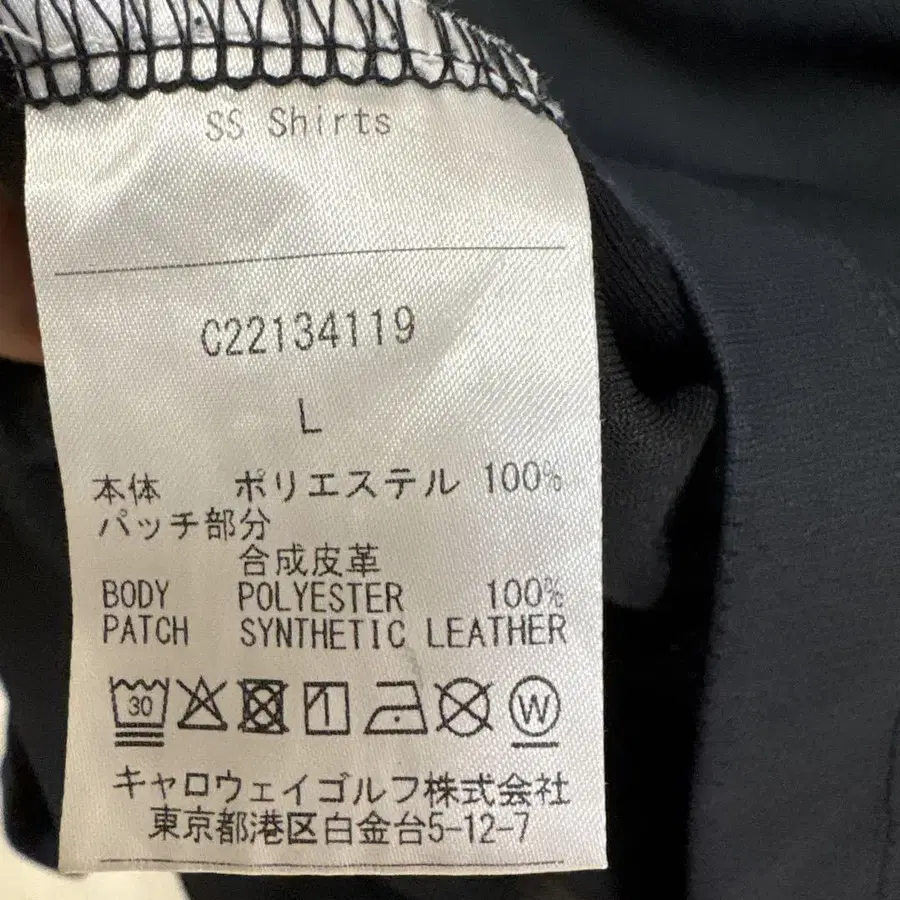 SS Shirts
C22134119
L
本体 ポリエステル 100%
パッチ部分
合成皮革
BODY POLYESTER 100%
PATCH SYNTHETIC LEATHER
30 W
キャロウェイゴルフ株式会社
東京都港区白金台5-12-7